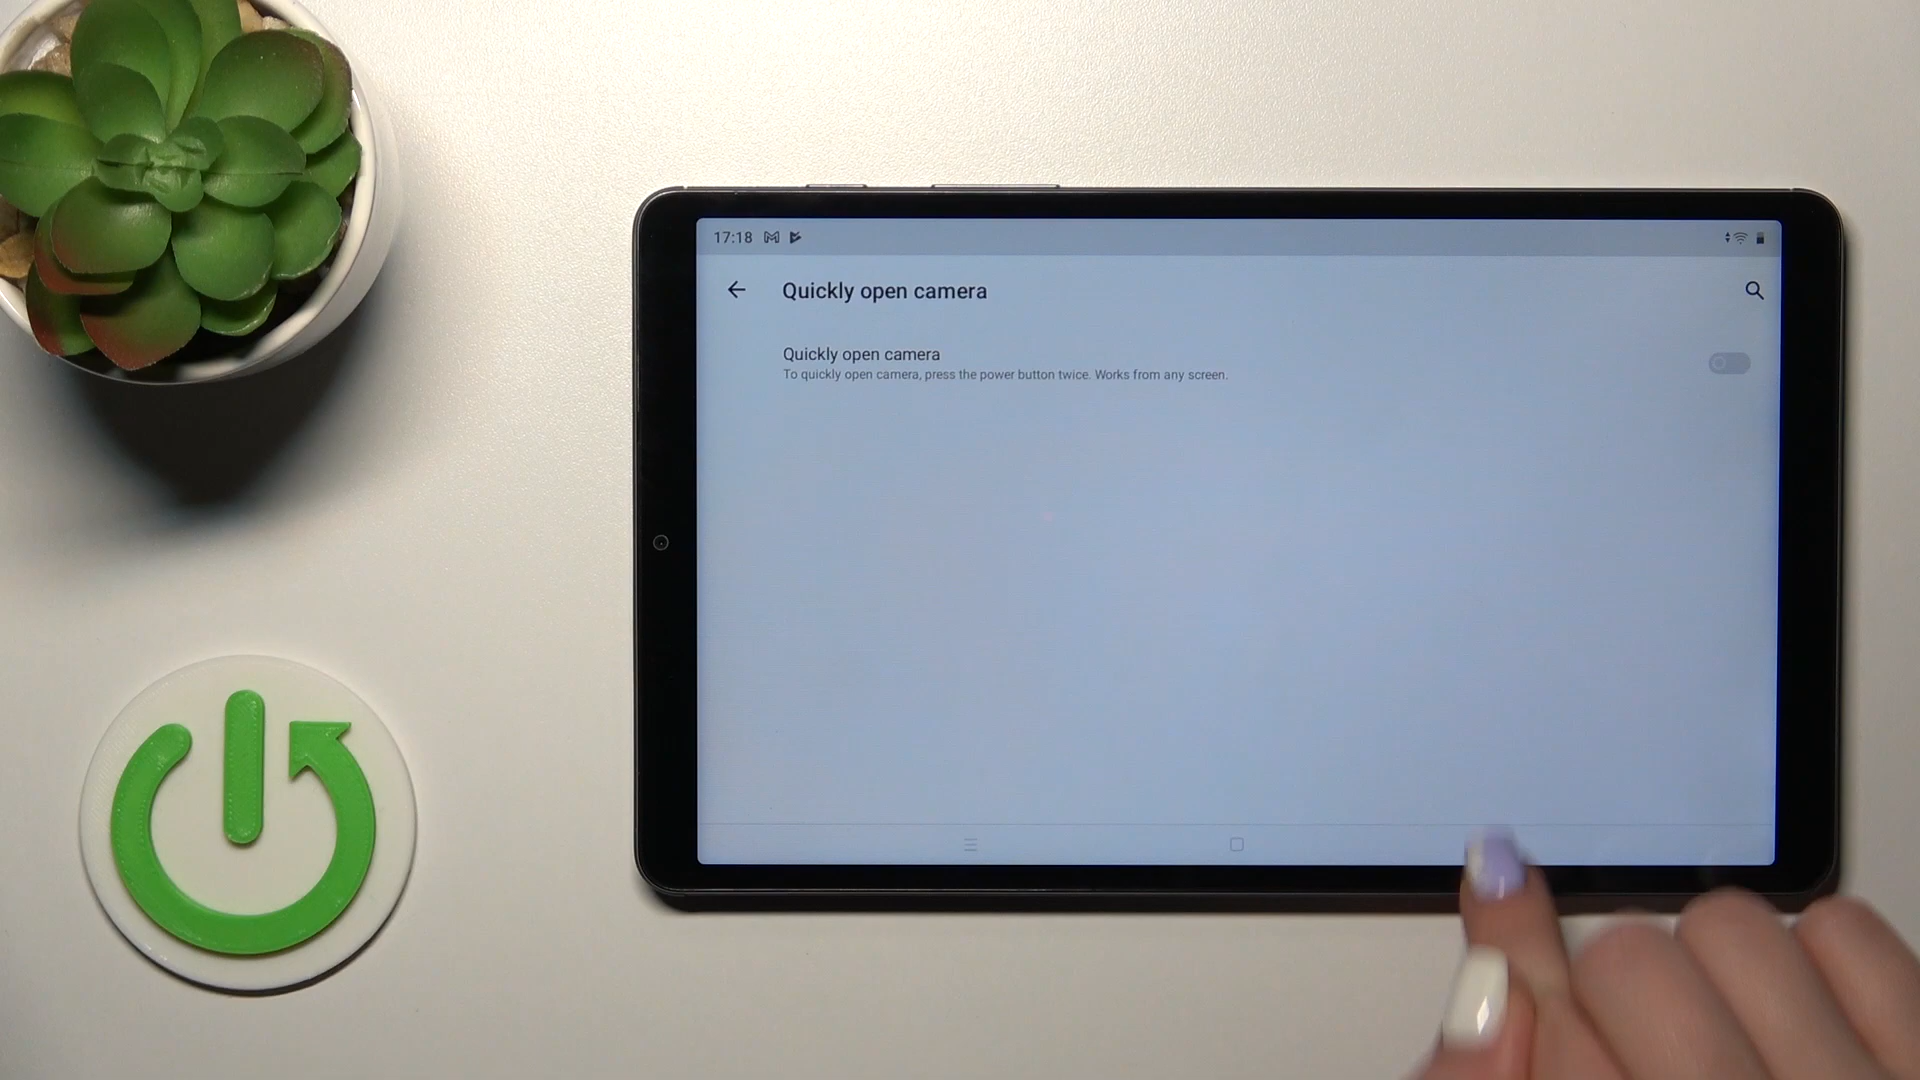 17:18
Quickly open camera
Quickly open camera
To quickly open camera, press the power button twice. Works from any screen.